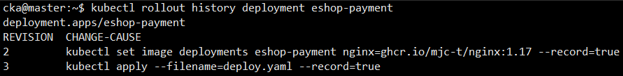 cka@master:~$ kubectl rollout history deployment eshop-payment
deployment.apps/eshop-payment
REVISION  CHANGE-CAUSE
2         kubectl set image deployments eshop-payment nginx=ghcr.io/mjc-t/nginx:1.17 --record=true
3         kubectl apply --filename=deploy.yaml --record=true